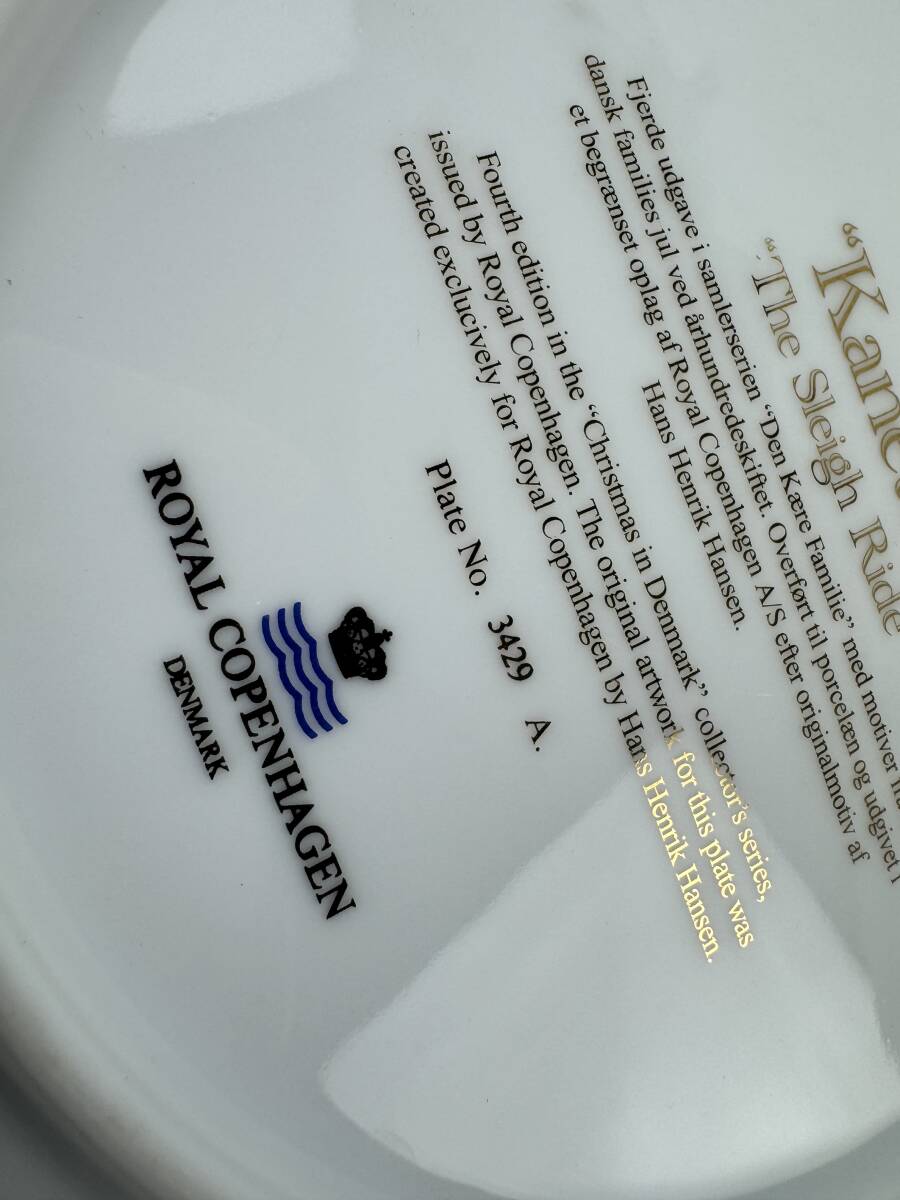 "Kane
"The Sleigh Ride
Fjerde udgave i samlerserien "Den Kære Familie" med motiver
dansk families jul ved århundredeskiftet. Overført til porcelæn og udgivet i
et begrænset oplag af Royal Copenhagen A/S efter originalmotiv af
Hans Henrik Hansen.
Fourth edition in the "Christmas in Denmark" collector's series,
issued by Royal Copenhagen. The original artwork for this plate was
created exclucively for Royal Copenhagen by Hans Henrik Hansen.
Plate No. 3429 A.
ROYAL COPENHAGEN
DENMARK